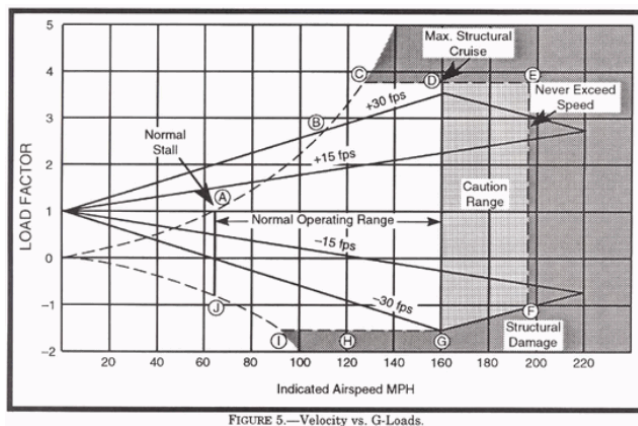 5
4
3
2
1
0
-1
-2
LOAD FACTOR
C
D
Max. Structural
Cruise
E
Never Exceed
Speed
Normal
Stall
B
+30 fps
+15 fps
A
Normal Operating Range
Caution
Range
-15 fps
-30 fps
J
I
H
G
F
Structural
Damage
20 40 60 80 100 120 140 160 180 200 220
Indicated Airspeed MPH
FIGURE 5.—Velocity vs. G-Loads.